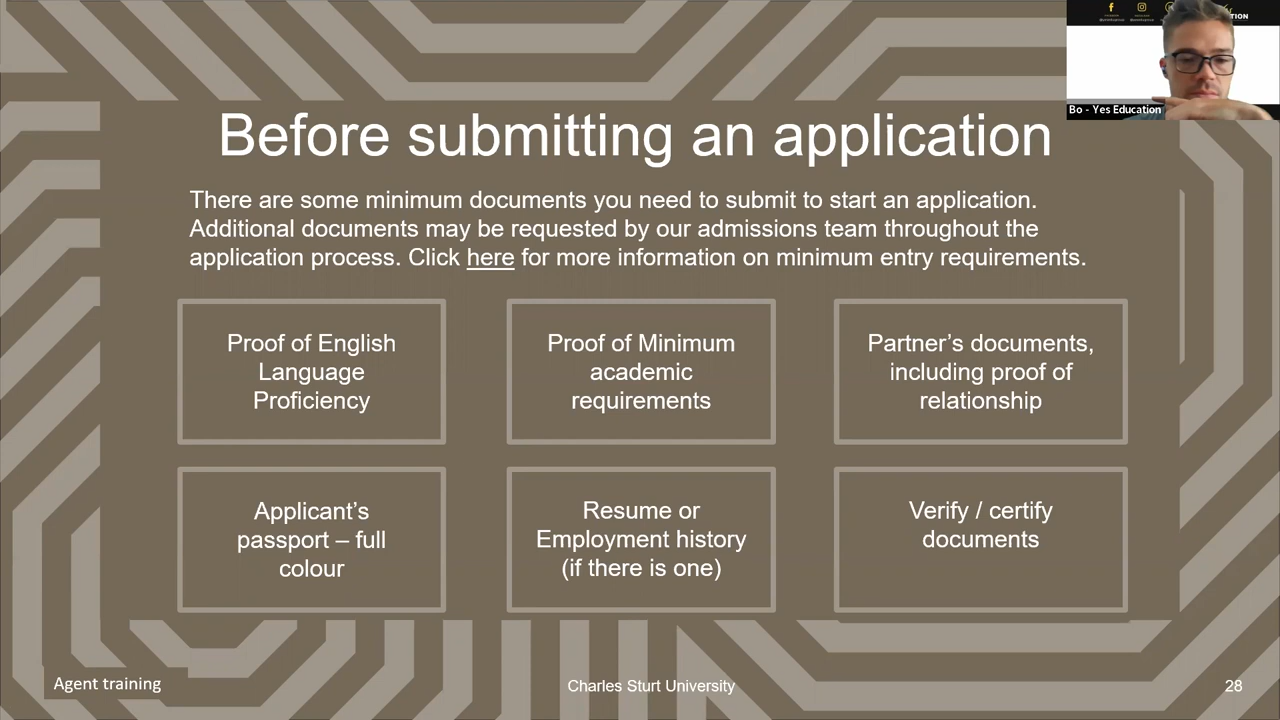 TION
Bo - Yes Education
Before submitting an application
There are some minimum documents you need to submit to start an application.
Additional documents may be requested by our admissions team throughout the
application process. Click here for more information on minimum entry requirements.
Proof of English
Language
Proficiency
Proof of Minimum
academic
requirements
Partner’s documents,
including proof of
relationship
Applicant’s
passport – full
colour
Resume or
Employment history
(if there is one)
Verify / certify
documents
Agent training
Charles Sturt University
28